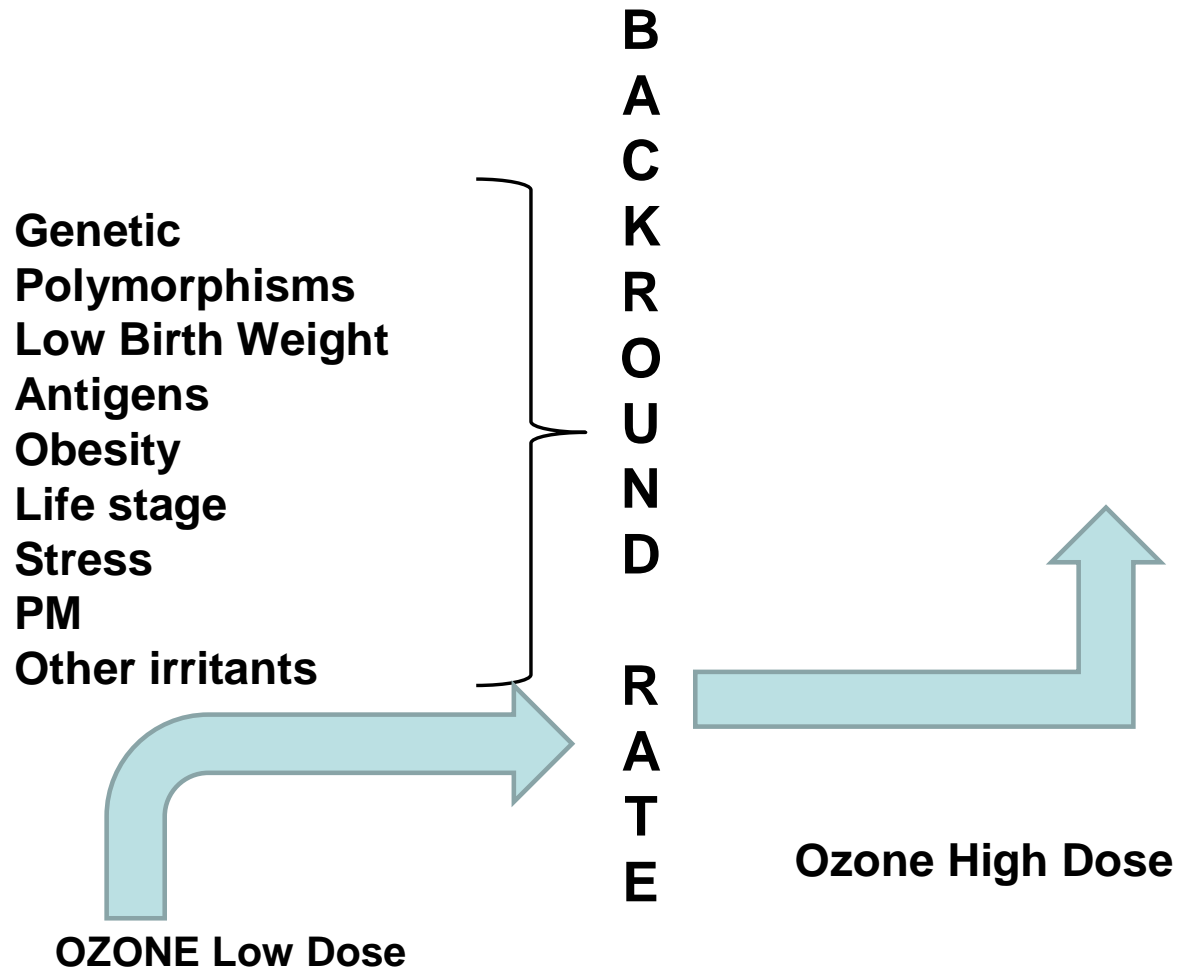 Genetic
Polymorphisms
Low Birth Weight
Antigens
Obesity
Life stage
Stress
PM
Other irritants
OZONE Low Dose
B
A
C
K
R
O
U
N
D
R
A
T
E
Ozone High Dose